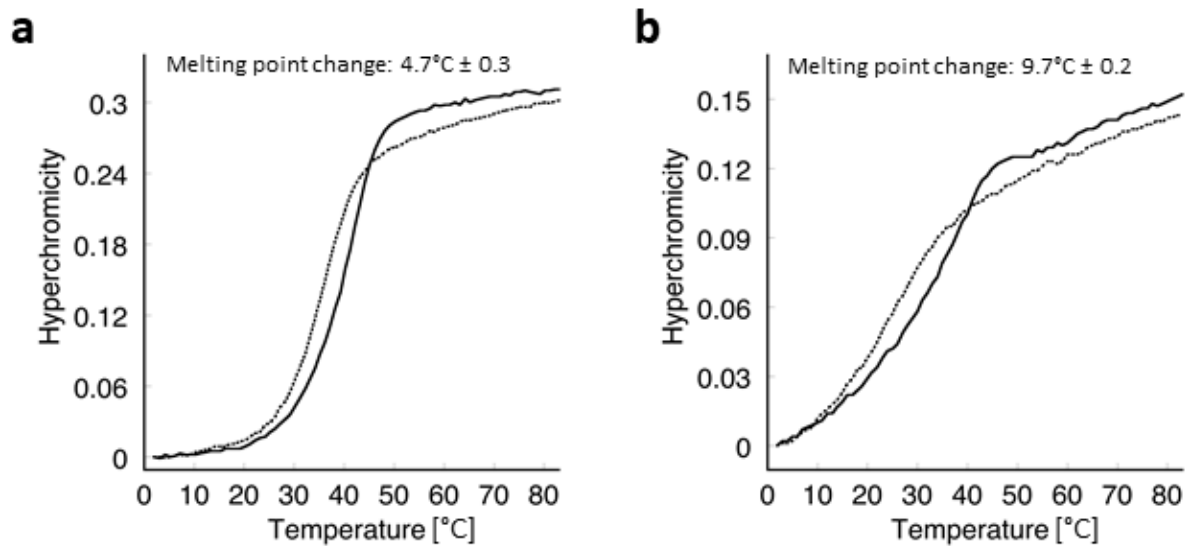 a
Melting point change: 4.7°C ± 0.3
Hyperchromicity
0.3
0.24
0.18
0.12
0.06
0
0 10 20 30 40 50 60 70 80
Temperature [°C]
b
Melting point change: 9.7°C ± 0.2
Hyperchromicity
0.15
0.12
0.09
0.06
0.03
0
0 10 20 30 40 50 60 70 80
Temperature [°C]